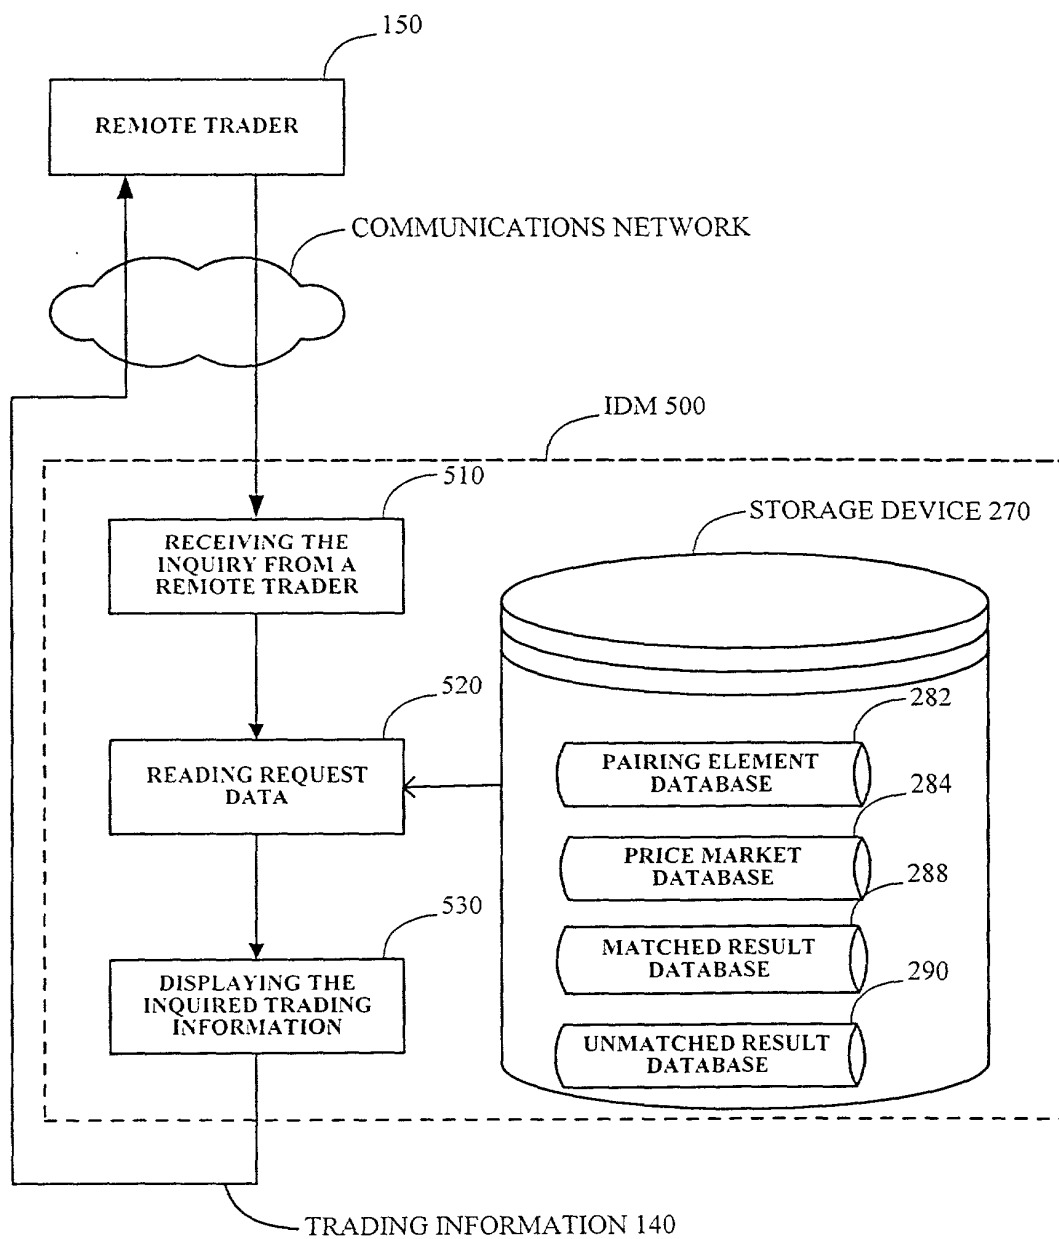 150
REMOTE TRADER
COMMUNICATIONS NETWORK
IDM 500
510
RECEIVING THE
INQUIRY FROM A
REMOTE TRADER
STORAGE DEVICE 270
520
READING REQUEST
DATA
282
PAIRING ELEMENT
DATABASE
284
PRICE MARKET
DATABASE
288
MATCHED RESULT
DATABASE
290
UNMATCHED RESULT
DATABASE
530
DISPLAYING THE
INQUIRED TRADING
INFORMATION
TRADING INFORMATION 140